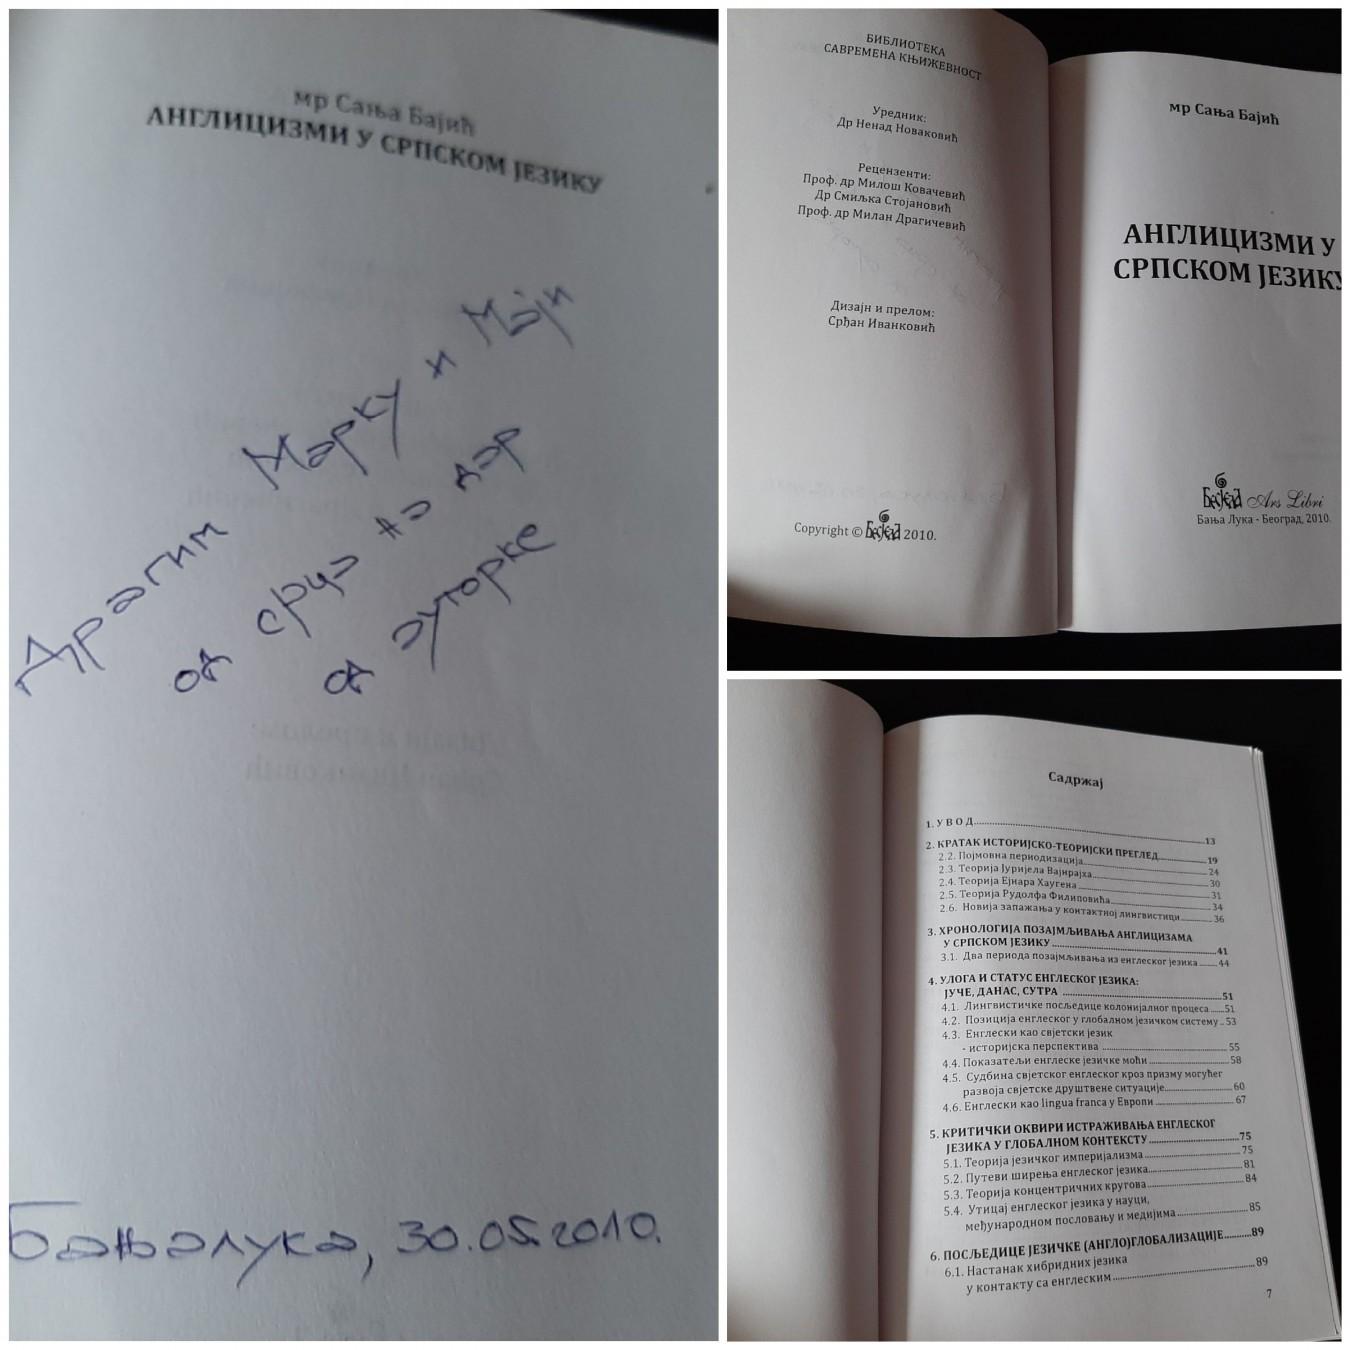 мр Сања Бајић
АНГЛИЦИЗМИ У СРПСКОМ ЈЕЗИКУ
Драгим Марку и Маји
од срца на дар
од ауторке
Бањалука, 30.05.2010.
БИБЛИОТЕКА
САВРЕМЕНА КЊИЖЕВНОСТ
Уредник:
Др Ненад Новаковић
Рецензенти:
Проф. др Милош Ковачевић
Др Смиљка Стојановић
Проф. др Милан Драгичевић
Дизајн и прелом:
Срђан Иванковић
Copyright © Бесједа 2010.
мр Сања Бајић
АНГЛИЦИЗМИ У
СРПСКОМ ЈЕЗИКУ
Бесједа Ars Libri
Бања Лука - Београд, 2010.
Садржај
1. У В О Д 13
2. КРАТАК ИСТОРИЈСКО-ТЕОРИЈСКИ ПРЕГЛЕД 19
2.2. Појмовна периодизација 24
2.3. Теорија Јуријела Вајнрајха 30
2.4. Теорија Ејнара Хаугена 31
2.5. Теорија Рудолфа Филиповића 34
2.6. Новија запажања у контактној лингвистици 36
3. ХРОНОЛОГИЈА ПОЗАЈМЉИВАЊА АНГЛИЦИЗАМА
У СРПСКОМ ЈЕЗИКУ 41
3.1. Два периода позајмљивања из енглеског језика 44
4. УЛОГА И СТАТУС ЕНГЛЕСКОГ ЈЕЗИКА:
ЈУЧЕ, ДАНАС, СУТРА 51
4.1. Лингвистичке посљедице колонијалног процеса 51
4.2. Позиција енглеског у глобалном језичком систему 53
4.3. Енглески као свјетски језик
- историјска перспектива 55
4.4. Показатељи енглеске језичке моћи 58
4.5. Судбина свјетског енглеског кроз призму могућег
развоја свјетске друштвене ситуације 60
4.6. Енглески као lingua franca у Европи 67
5. КРИТИЧКИ ОКВИРИ ИСТРАЖИВАЊА ЕНГЛЕСКОГ
ЈЕЗИКА У ГЛОБАЛНОМ КОНТЕКСТУ 75
5.1. Теорија језичког империјализма 75
5.2. Путеви ширења енглеског језика 81
5.3. Теорија концентричних кругова 84
5.4. Утицај енглеског језика у науци,
међународном пословању и медијима 85
6. ПОСЉЕДИЦЕ ЈЕЗИЧКЕ (АНГЛО)ГЛОБАЛИЗАЦИЈЕ 89
6.1. Настанак хибридних језика
у контакту са енглеским 89
7